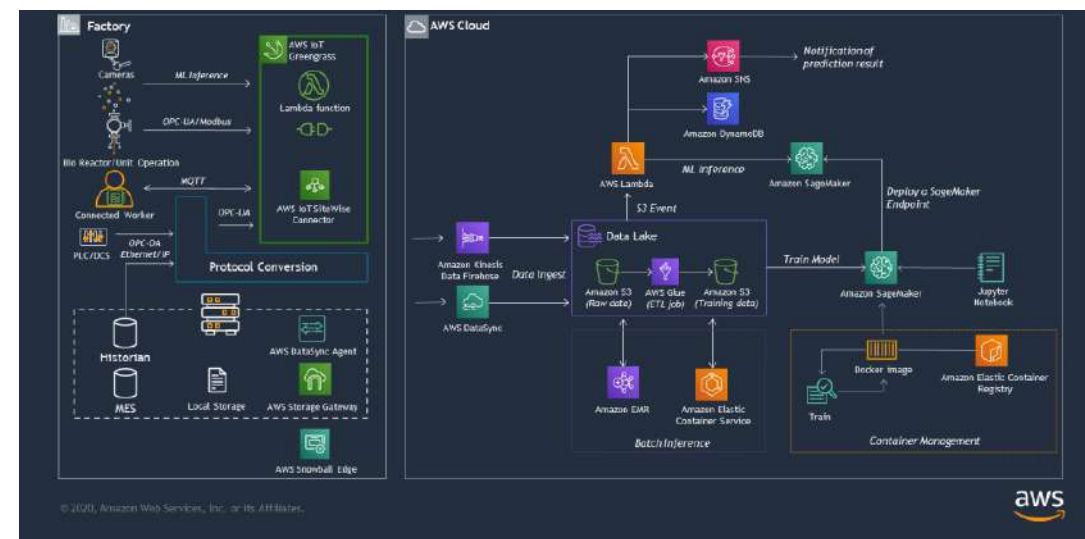 Factory
AWS Cloud
Cameras
ML Inference
AWS IoT
Greengrass
Lambda function
OPC-UA/Modbus
Bio Reactor/Unit Operation
MQTT
Connected Worker
OPC-UA
AWS IoT SiteWise
Connector
PLC/DCS
OPC-DA
Ethernet/IP
Protocol Conversion
Historian
MES
Local Storage
AWS DataSync Agent
AWS Storage Gateway
AWS Snowball Edge
Amazon SNS
Notification of
prediction result
Amazon DynamoDB
AWS Lambda
ML inference
Amazon SageMaker
Deploy a SageMaker
Endpoint
S3 Event
Data Lake
Amazon Kinesis
Data Firehose
Data Ingest
AWS DataSync
Amazon S3
(Raw data)
AWS Glue
(ETL job)
Amazon S3
(Training data)
Train Model
Amazon SageMaker
Jupyter
Notebook
Amazon EMR
Amazon Elastic
Container Service
Batch Inference
Docker image
Amazon Elastic Container
Registry
Train
Container Management
© 2020, Amazon Web Services, Inc. or its Affiliates.
aws